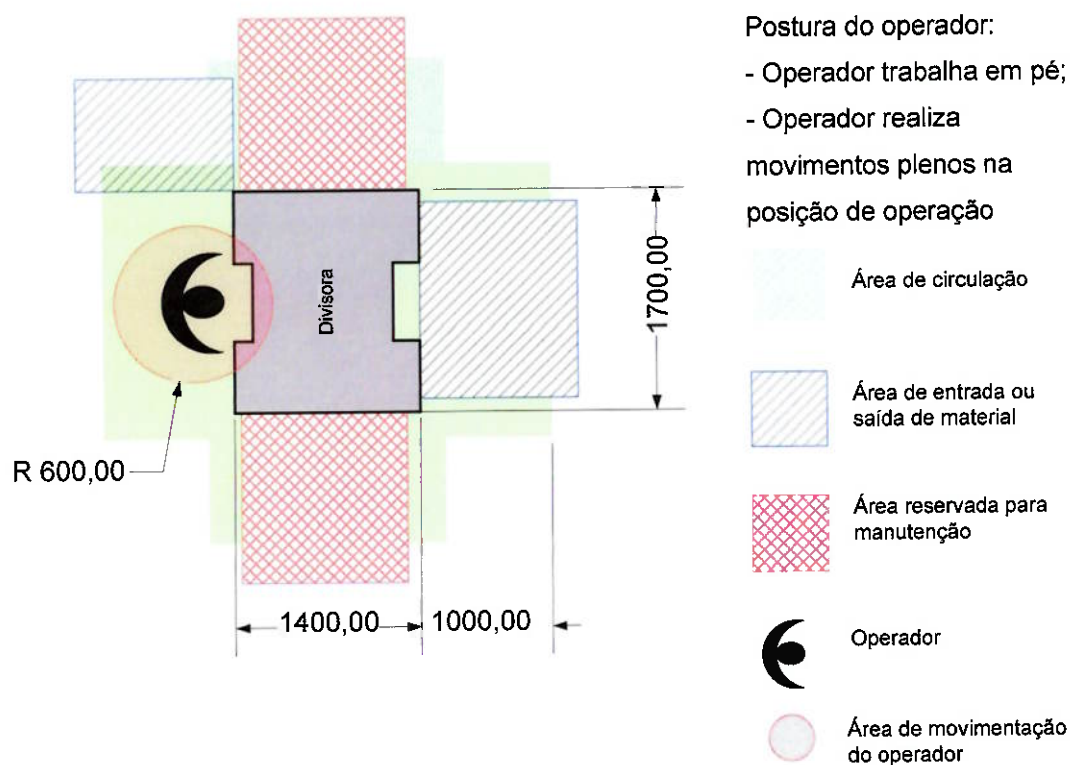 Postura do operador:
- Operador trabalha em pé;
- Operador realiza
movimentos plenos na
posição de operação
Divisora
1700,00
R 600,00
1400,00
1000,00
Área de circulação
Área de entrada ou
saída de material
Área reservada para
manutenção
Operador
Área de movimentação
do operador